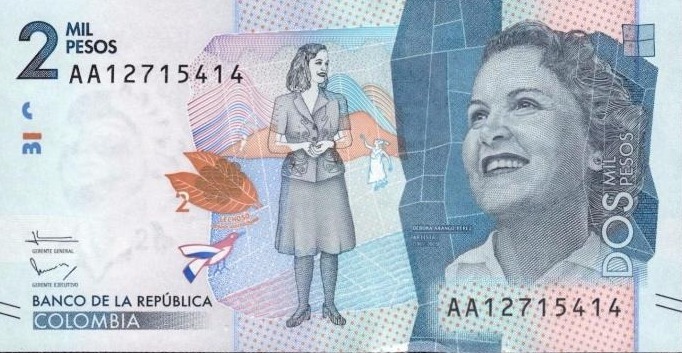 2 MIL
PESOS
AA12715414
2
GERENTE GENERAL
GERENTE EJECUTIVO
BANCO DE LA REPÚBLICA
COLOMBIA
DÉBORA ARANGO PÉREZ
ARTISTA
DOS MIL
PESOS
AA12715414